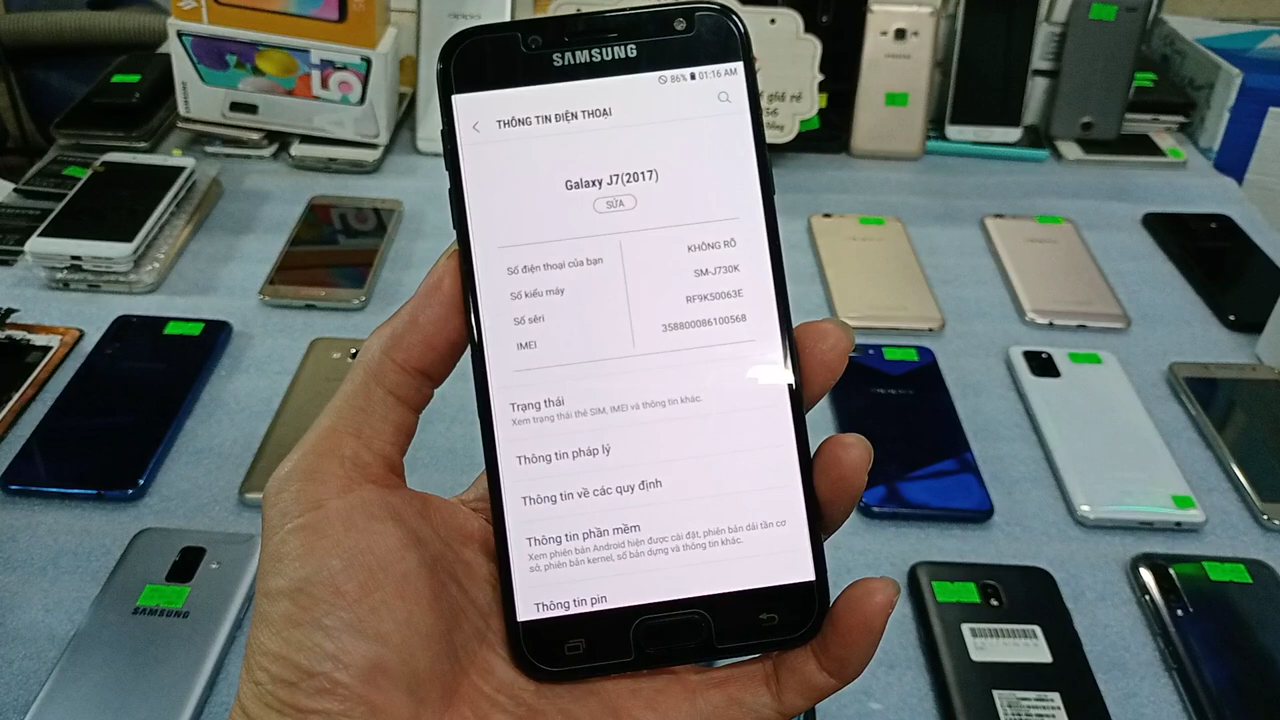 SAMSUNG
86% 01:16 AM
THÔNG TIN ĐIỆN THOẠI
Galaxy J7(2017)
SỬA
Số điện thoại của bạn KHÔNG RÕ
Số kiểu máy SM-J730K
Số sêri RF9K50063E
IMEI 358800086100568
Trạng thái
Xem trạng thái thẻ SIM, IMEI và thông tin khác.
Thông tin pháp lý
Thông tin về các quy định
Thông tin phần mềm
Xem phiên bản Android hiện được cài đặt, phiên bản dải tần cơ
sở, phiên bản kernel, số bản dựng và thông tin khác.
Thông tin pin
SAMSUNG
oppo
giá rẻ
SAMSUNG